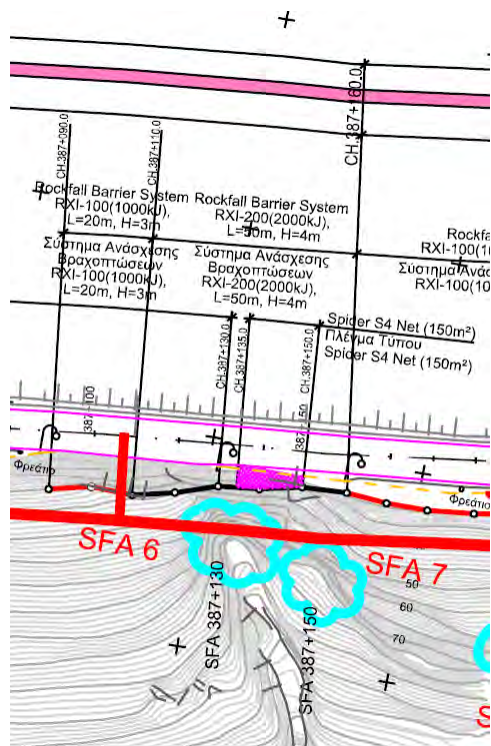 CH.387+160.0
CH.387+090.0
CH.387+110.0
Rockfall Barrier System
RXI-100(1000kJ),
L=20m, H=3m
Rockfall Barrier System
RXI-200(2000kJ),
L=50m, H=4m
Rockfa
RXI-100(10
Σύστημα Ανάσχεσης
Βραχοπτώσεων
RXI-100(1000kJ),
L=20m, H=3m
Σύστημα Ανάσχεσης
Βραχοπτώσεων
RXI-200(2000kJ),
L=50m, H=4m
Σύστημα Ανάσ
RXI-100(10
Spider S4 Net (150m²)
Πλέγμα Τύπου
Spider S4 Net (150m²)
CH.387+130.0
CH.387+135.0
CH.387+150.0
387+100
387+150
Φρεάτιο
Φρεάτιο
SFA 6
SFA 7
SFA 387+130
SFA 387+150
50
60
70
S